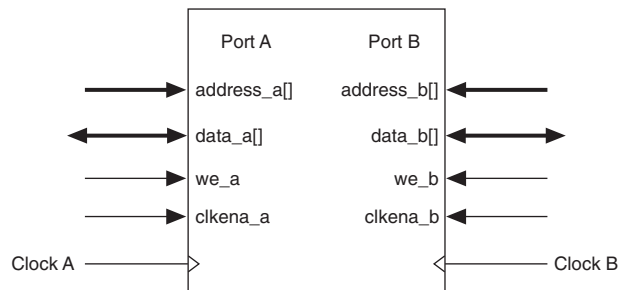 Port A Port B
address_a[] address_b[]
data_a[] data_b[]
we_a we_b
clkena_a clkena_b
Clock A Clock B